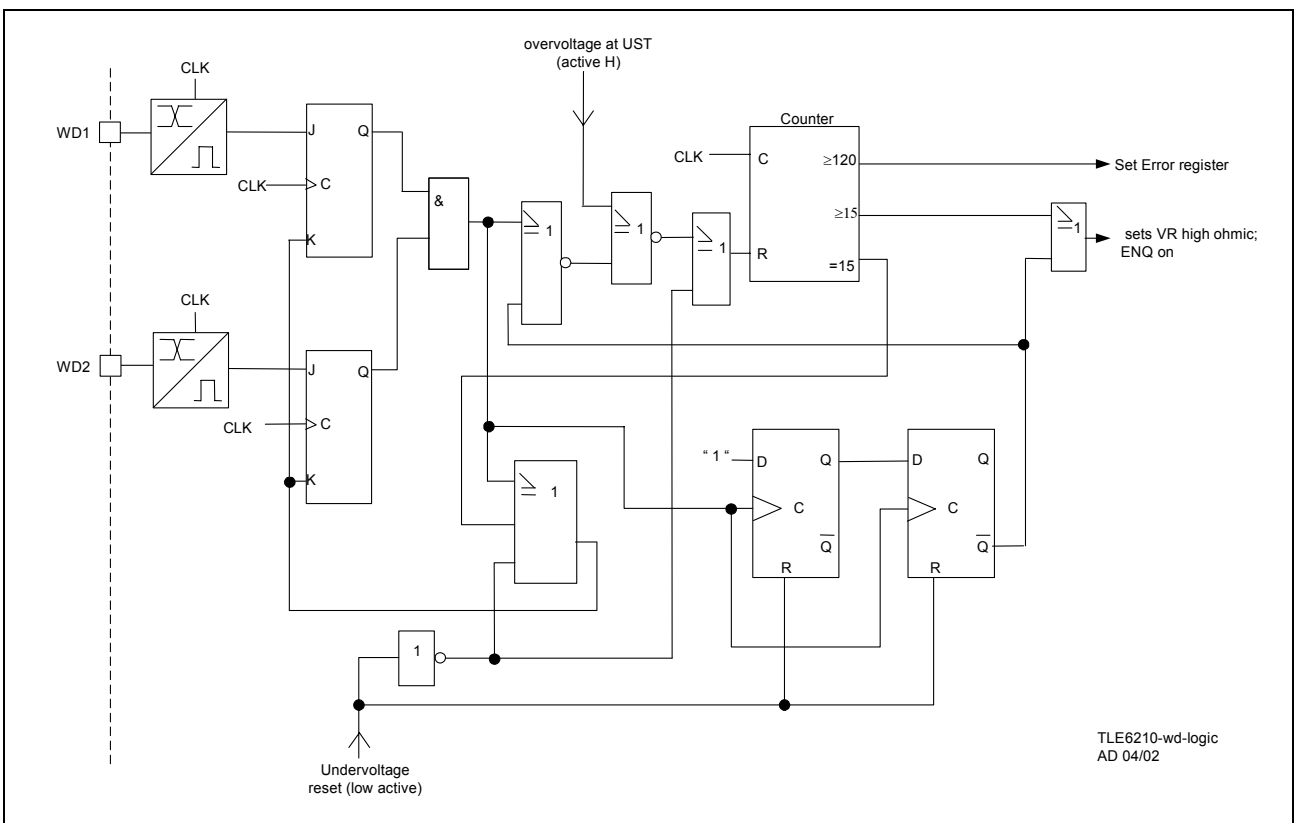 overvoltage at UST
(active H)
CLK
WD1
J
Q
CLK
C
K
&
≥ 1
≥ 1
≥ 1
Counter
CLK
C
≥120
Set Error register
≥15
R
=15
≥1
sets VR high ohmic;
ENQ on
CLK
WD2
J
Q
CLK
C
K
≥ 1
“ 1 “
D
Q
C
Q
R
D
Q
C
Q
R
1
Undervoltage
reset (low active)
TLE6210-wd-logic
AD 04/02